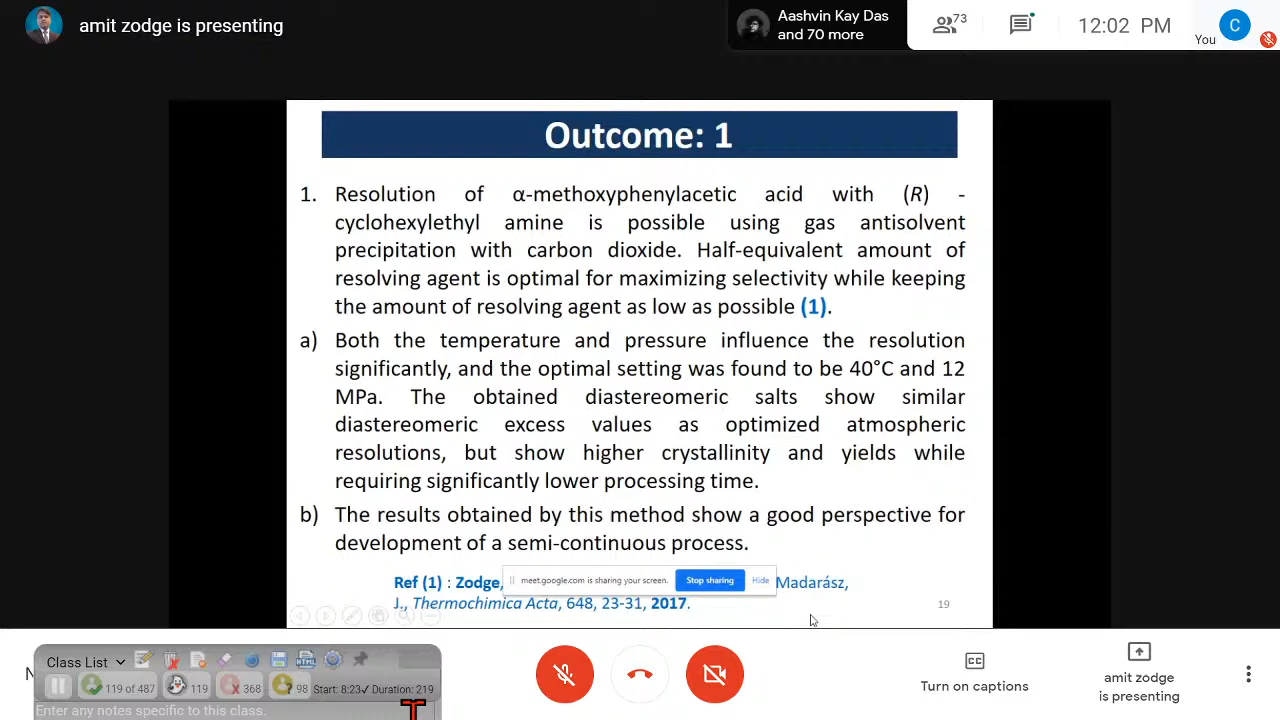 amit zodge is presenting
Aashvin Kay Das
and 70 more
73
12:02 PM
You
C
Outcome: 1
1. Resolution of α-methoxyphenylacetic acid with (R) -
cyclohexylethyl amine is possible using gas antisolvent
precipitation with carbon dioxide. Half-equivalent amount of
resolving agent is optimal for maximizing selectivity while keeping
the amount of resolving agent as low as possible (1).
a) Both the temperature and pressure influence the resolution
significantly, and the optimal setting was found to be 40°C and 12
MPa. The obtained diastereomeric salts show similar
diastereomeric excess values as optimized atmospheric
resolutions, but show higher crystallinity and yields while
requiring significantly lower processing time.
b) The results obtained by this method show a good perspective for
development of a semi-continuous process.
Ref (1) : Zodge, Madarász,
meet.google.com is sharing your screen. Stop sharing Hide
J., Thermochimica Acta, 648, 23-31, 2017.
19
Class List
119 of 487 119 368 98 Start: 8:23✓ Duration: 219
Enter any notes specific to this class.
CC
Turn on captions
amit zodge
is presenting